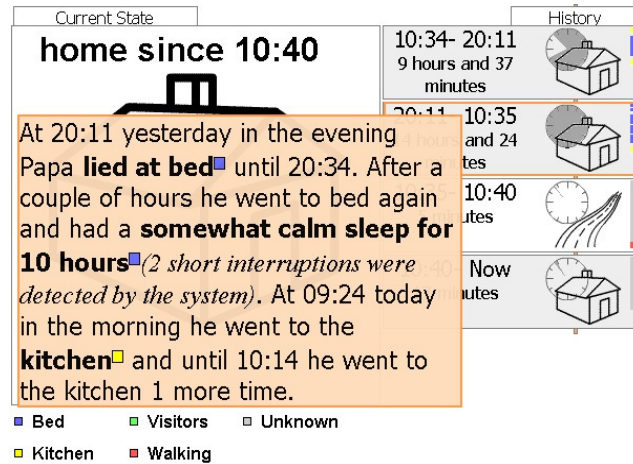 Current State
History
home since 10:40
10:34- 20:11
9 hours and 37
minutes
20:11- 10:35
hours and 24
utes
10:40
nutes
Now
nutes
At 20:11 yesterday in the evening
Papa lied at bed until 20:34. After a
couple of hours he went to bed again
and had a somewhat calm sleep for
10 hours (2 short interruptions were
detected by the system). At 09:24 today
in the morning he went to the
kitchen and until 10:14 he went to
the kitchen 1 more time.
Bed
Visitors
Unknown
Kitchen
Walking